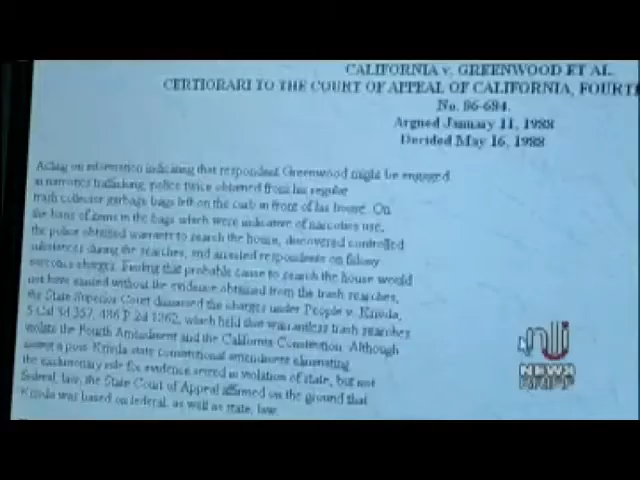 CALIFORNIA v. GREENWOOD ET AL.
CERTIORARI TO THE COURT OF APPEAL OF CALIFORNIA, FOURTH
No. 86-684.
Argued January 11, 1988
Decided May 16, 1988
Acting on information indicating that respondent Greenwood might be engaged
in narcotics trafficking, police twice obtained from his regular
trash collector garbage bags left on the curb in front of his house. On
the basis of items in the bags which were indicative of narcotics use,
the police obtained warrants to search the house, discovered controlled
substances during the searches, and arrested respondents on felony
narcotics charges. Finding that probable cause to search the house would
not have existed without the evidence obtained from the trash searches,
the State Superior Court dismissed the charges under People v. Krivda,
5 Cal 3d 357, 486 P 2d 1262, which held that warrantless trash searches
violate the Fourth Amendment and the California Constitution. Although
noting a post-Krivda state constitutional amendment eliminating
the exclusionary rule for evidence seized in violation of state, but not
federal, law, the State Court of Appeal affirmed on the ground that
Krivda was based on federal, as well as state, law.
NEWS